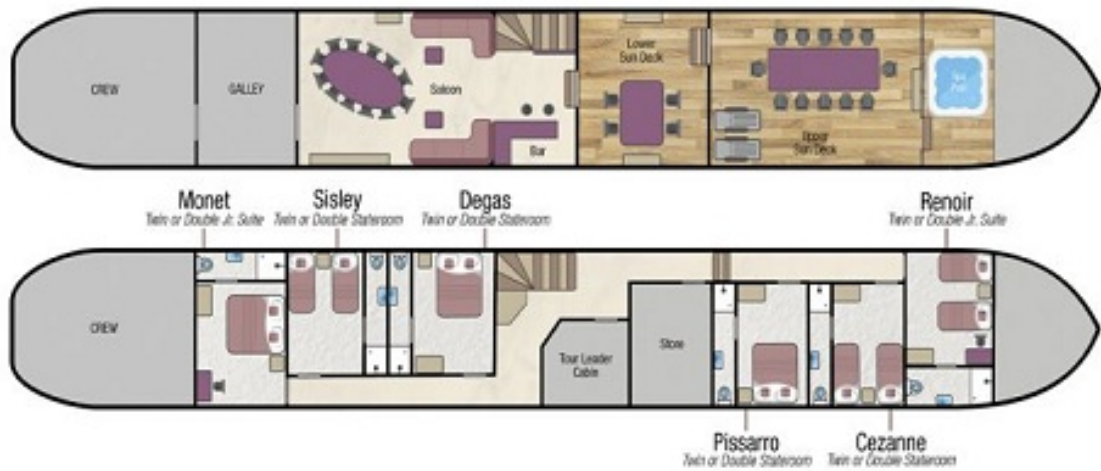 CREW
GALLEY
Saloon
Bar
Lower
Sun Deck
Upper
Sun Deck
Spa
Pool
Monet
Twin or Double Jr. Suite
Sisley
Twin or Double Stateroom
Degas
Twin or Double Stateroom
Renoir
Twin or Double Jr. Suite
CREW
Tour Leader
Cabin
Store
Pissarro
Twin or Double Stateroom
Cezanne
Twin or Double Stateroom